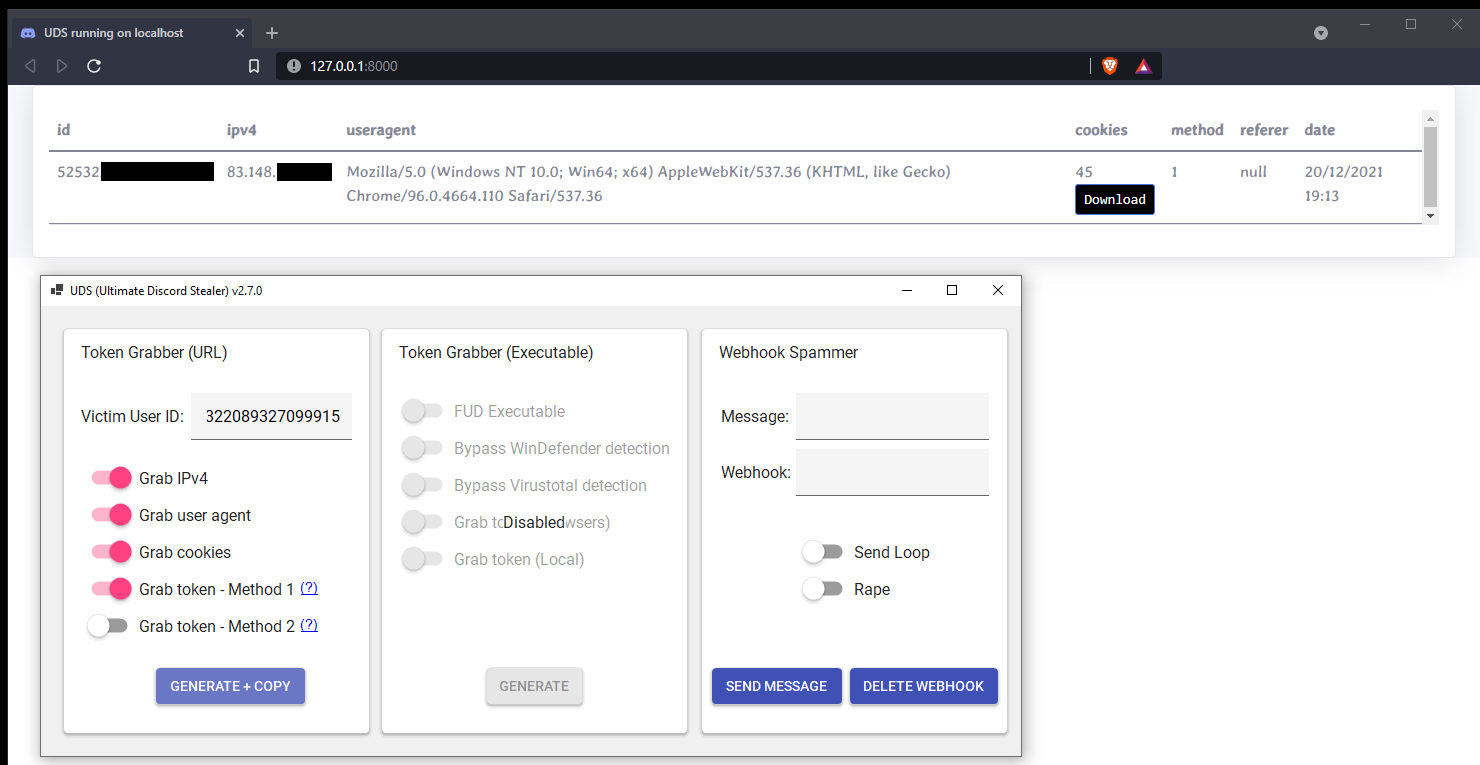 UDS running on localhost
127.0.0.1:8000
id ipv4 useragent cookies method referer date
52532 83.148. Mozilla/5.0 (Windows NT 10.0; Win64; x64) AppleWebKit/537.36 (KHTML, like Gecko) 45 1 null 20/12/2021
Chrome/96.0.4664.110 Safari/537.36 Download 19:13
UDS (Ultimate Discord Stealer) v2.7.0
Token Grabber (URL)
Victim User ID: 322089327099915
Grab IPv4
Grab user agent
Grab cookies
Grab token - Method 1 (?)
Grab token - Method 2 (?)
GENERATE + COPY
Token Grabber (Executable)
FUD Executable
Bypass WinDefender detection
Bypass Virustotal detection
Grab to Disabled wsers)
Grab token (Local)
GENERATE
Webhook Spammer
Message:
Webhook:
Send Loop
Rape
SEND MESSAGE DELETE WEBHOOK